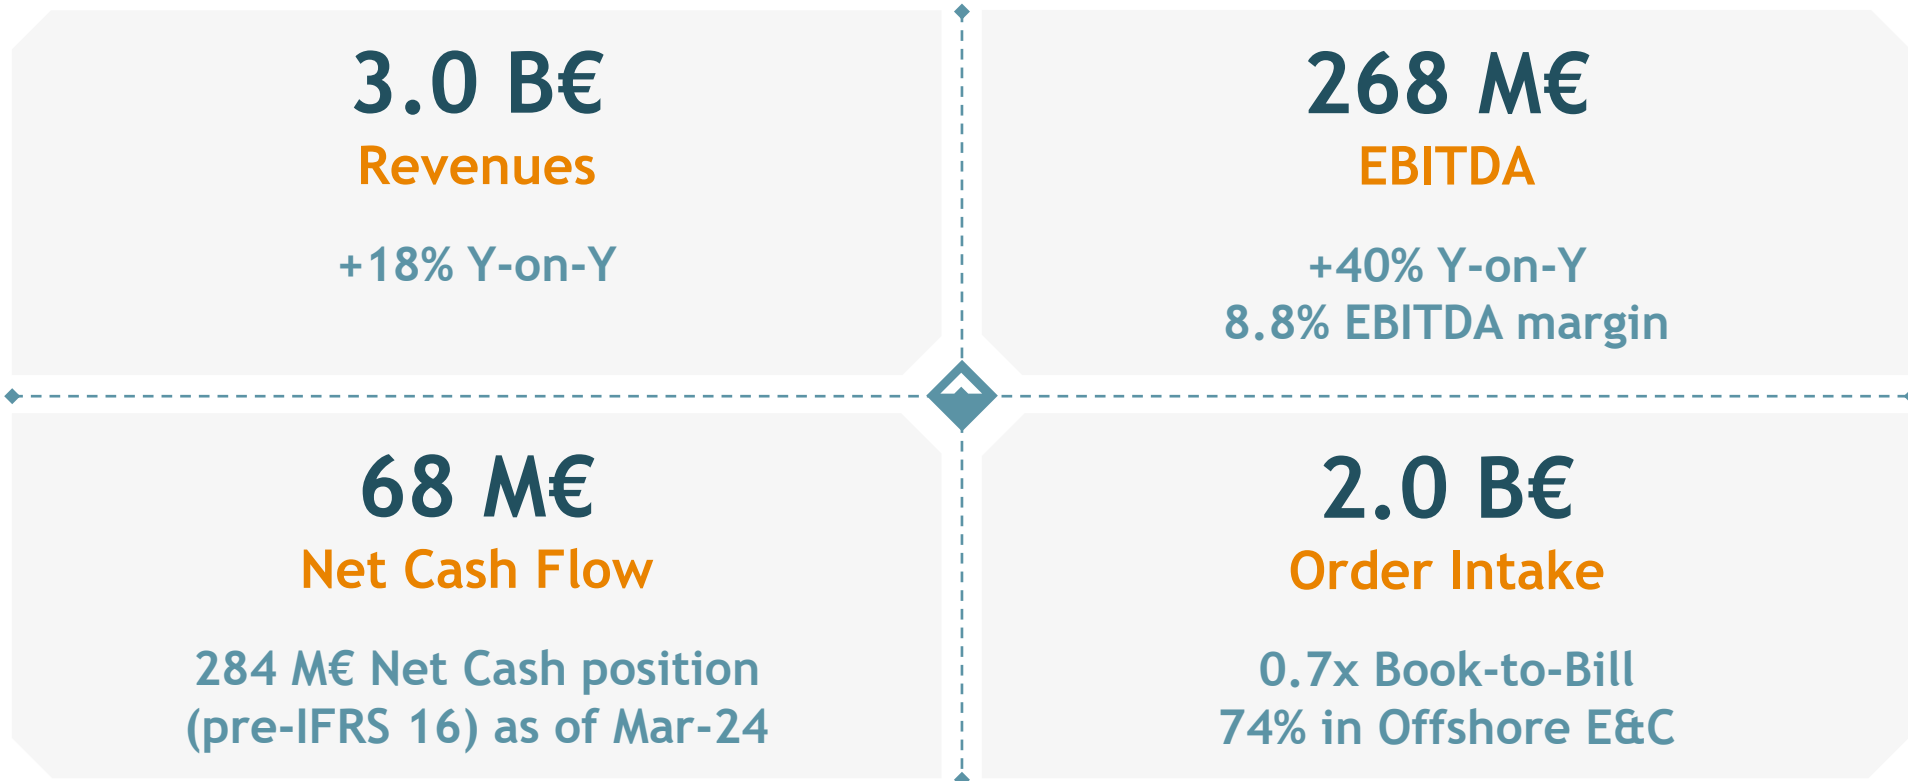 3.0 B€
Revenues
+18% Y-on-Y
268 M€
EBITDA
+40% Y-on-Y
8.8% EBITDA margin
68 M€
Net Cash Flow
284 M€ Net Cash position
(pre-IFRS 16) as of Mar-24
2.0 B€
Order Intake
0.7x Book-to-Bill
74% in Offshore E&C